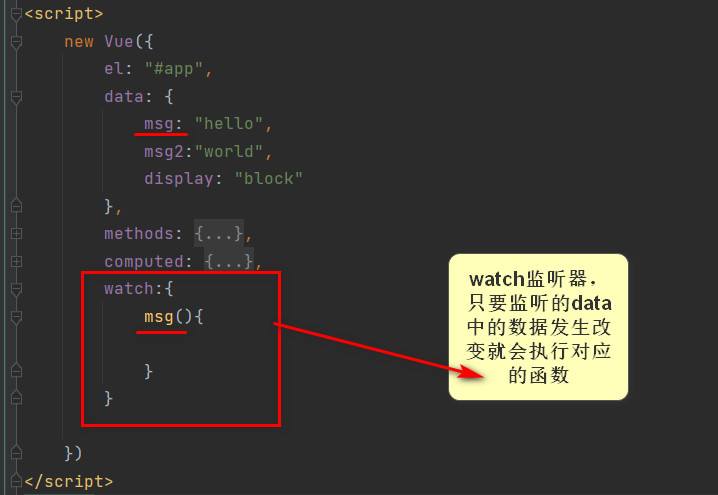 <script>
new Vue({
el: "#app",
data: {
msg: "hello",
msg2:"world",
display: "block"
},
methods: {...},
computed: {...},
watch:{
msg(){
}
}
})
</script>
watch监听器，
只要监听的data
中的数据发生改
变就会执行对应
的函数